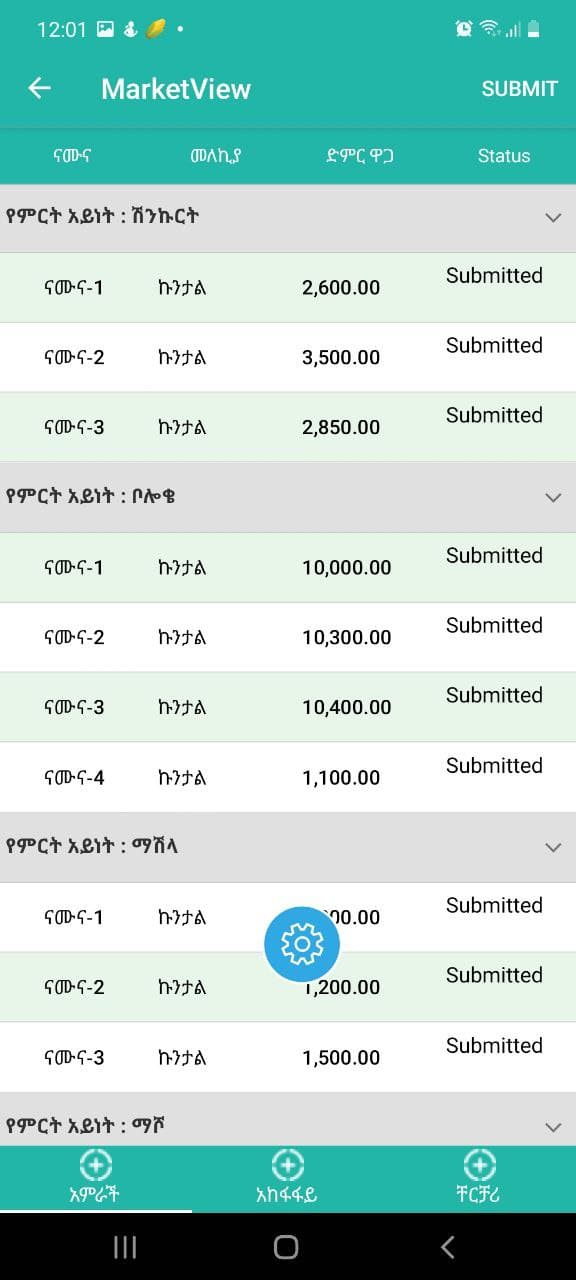 12:01
MarketView SUBMIT
ናሙና መለኪያ ድምር ዋጋ Status
የምርት አይነት : ሽንኩርት
ናሙና-1 ኩንታል 2,600.00 Submitted
ናሙና-2 ኩንታል 3,500.00 Submitted
ናሙና-3 ኩንታል 2,850.00 Submitted
የምርት አይነት : ቦሎቄ
ናሙና-1 ኩንታል 10,000.00 Submitted
ናሙና-2 ኩንታል 10,300.00 Submitted
ናሙና-3 ኩንታል 10,400.00 Submitted
ናሙና-4 ኩንታል 1,100.00 Submitted
የምርት አይነት : ማሽላ
ናሙና-1 ኩንታል Submitted
ናሙና-2 ኩንታል 1,200.00 Submitted
ናሙና-3 ኩንታል 1,500.00 Submitted
የምርት አይነት : ማሾ
አምራች አከፋፋይ ቸርቻሪ